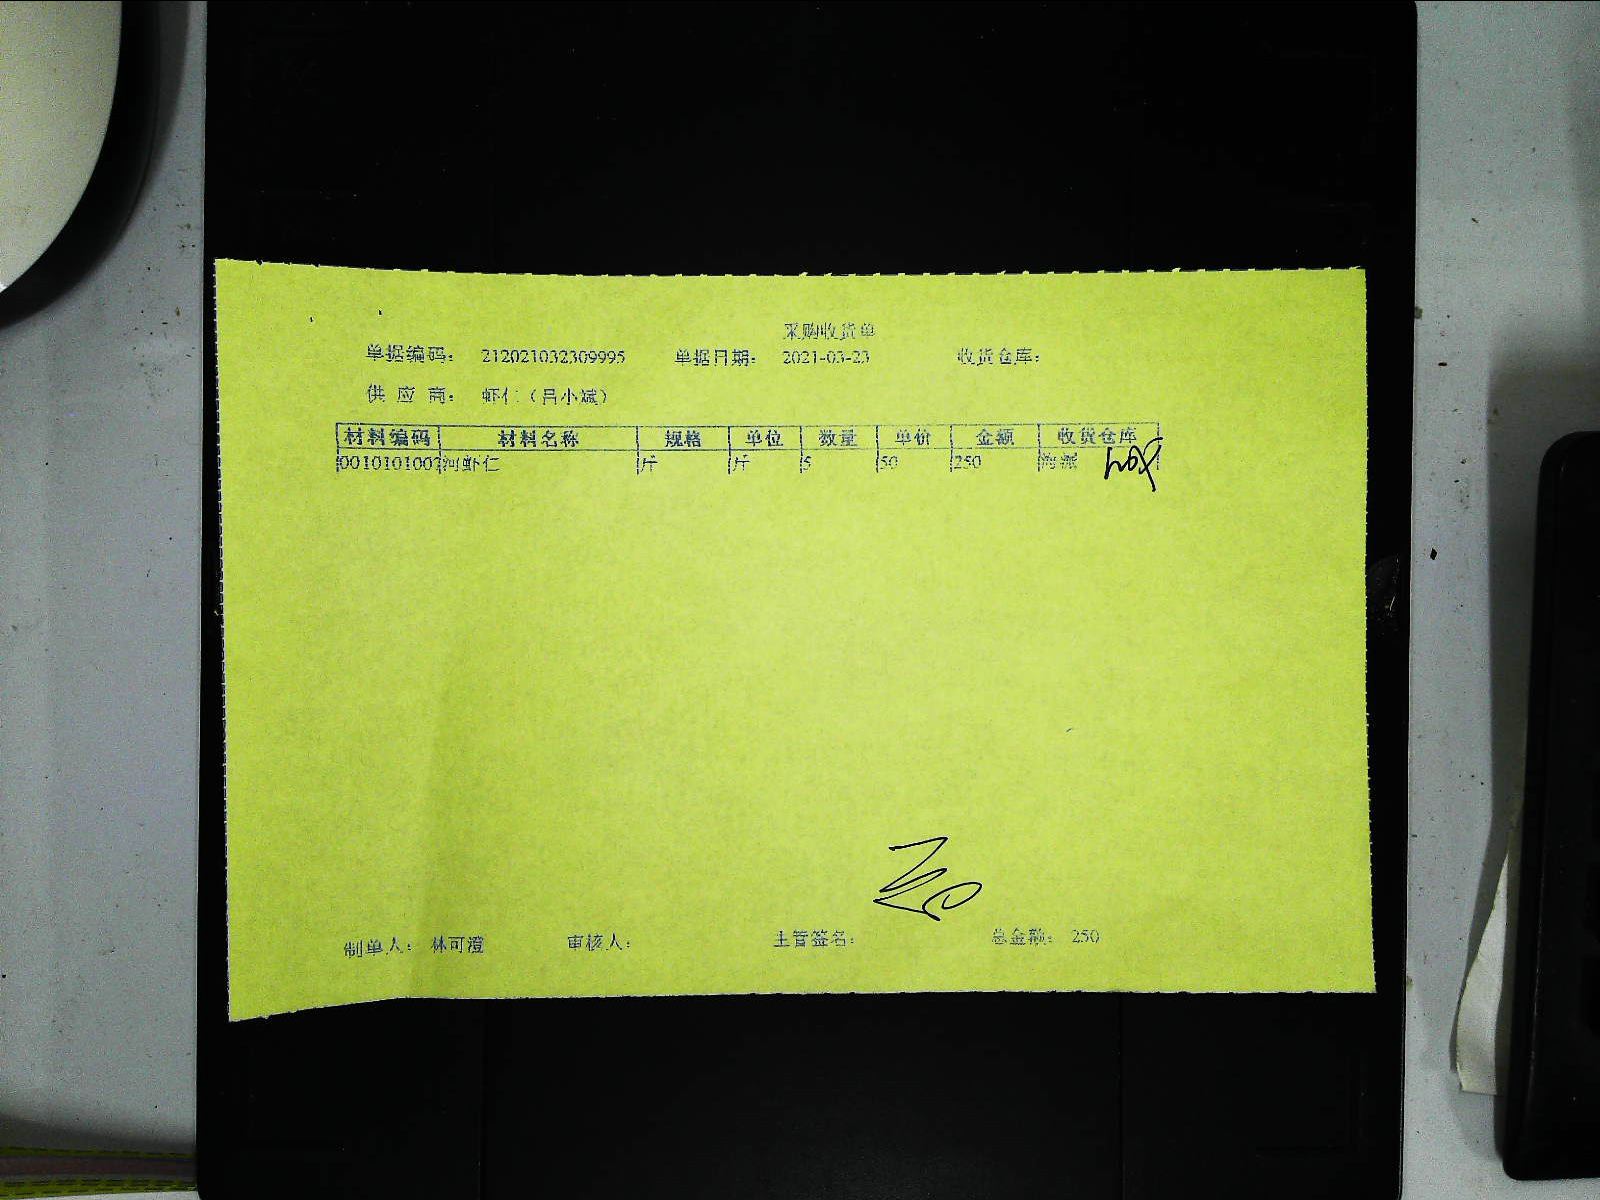 采购收货单
单据编码: 212021032309995 单据日期: 2021-03-23 收货仓库:
供应商: 虾仁(吕小斌)
材料编码 材料名称 规格 单位 数量 单价 金额 收货仓库
0010101007 河虾仁 斤 斤 5 50 250 海派
制单人: 林可澄 审核人: 主管签名: 总金额: 250